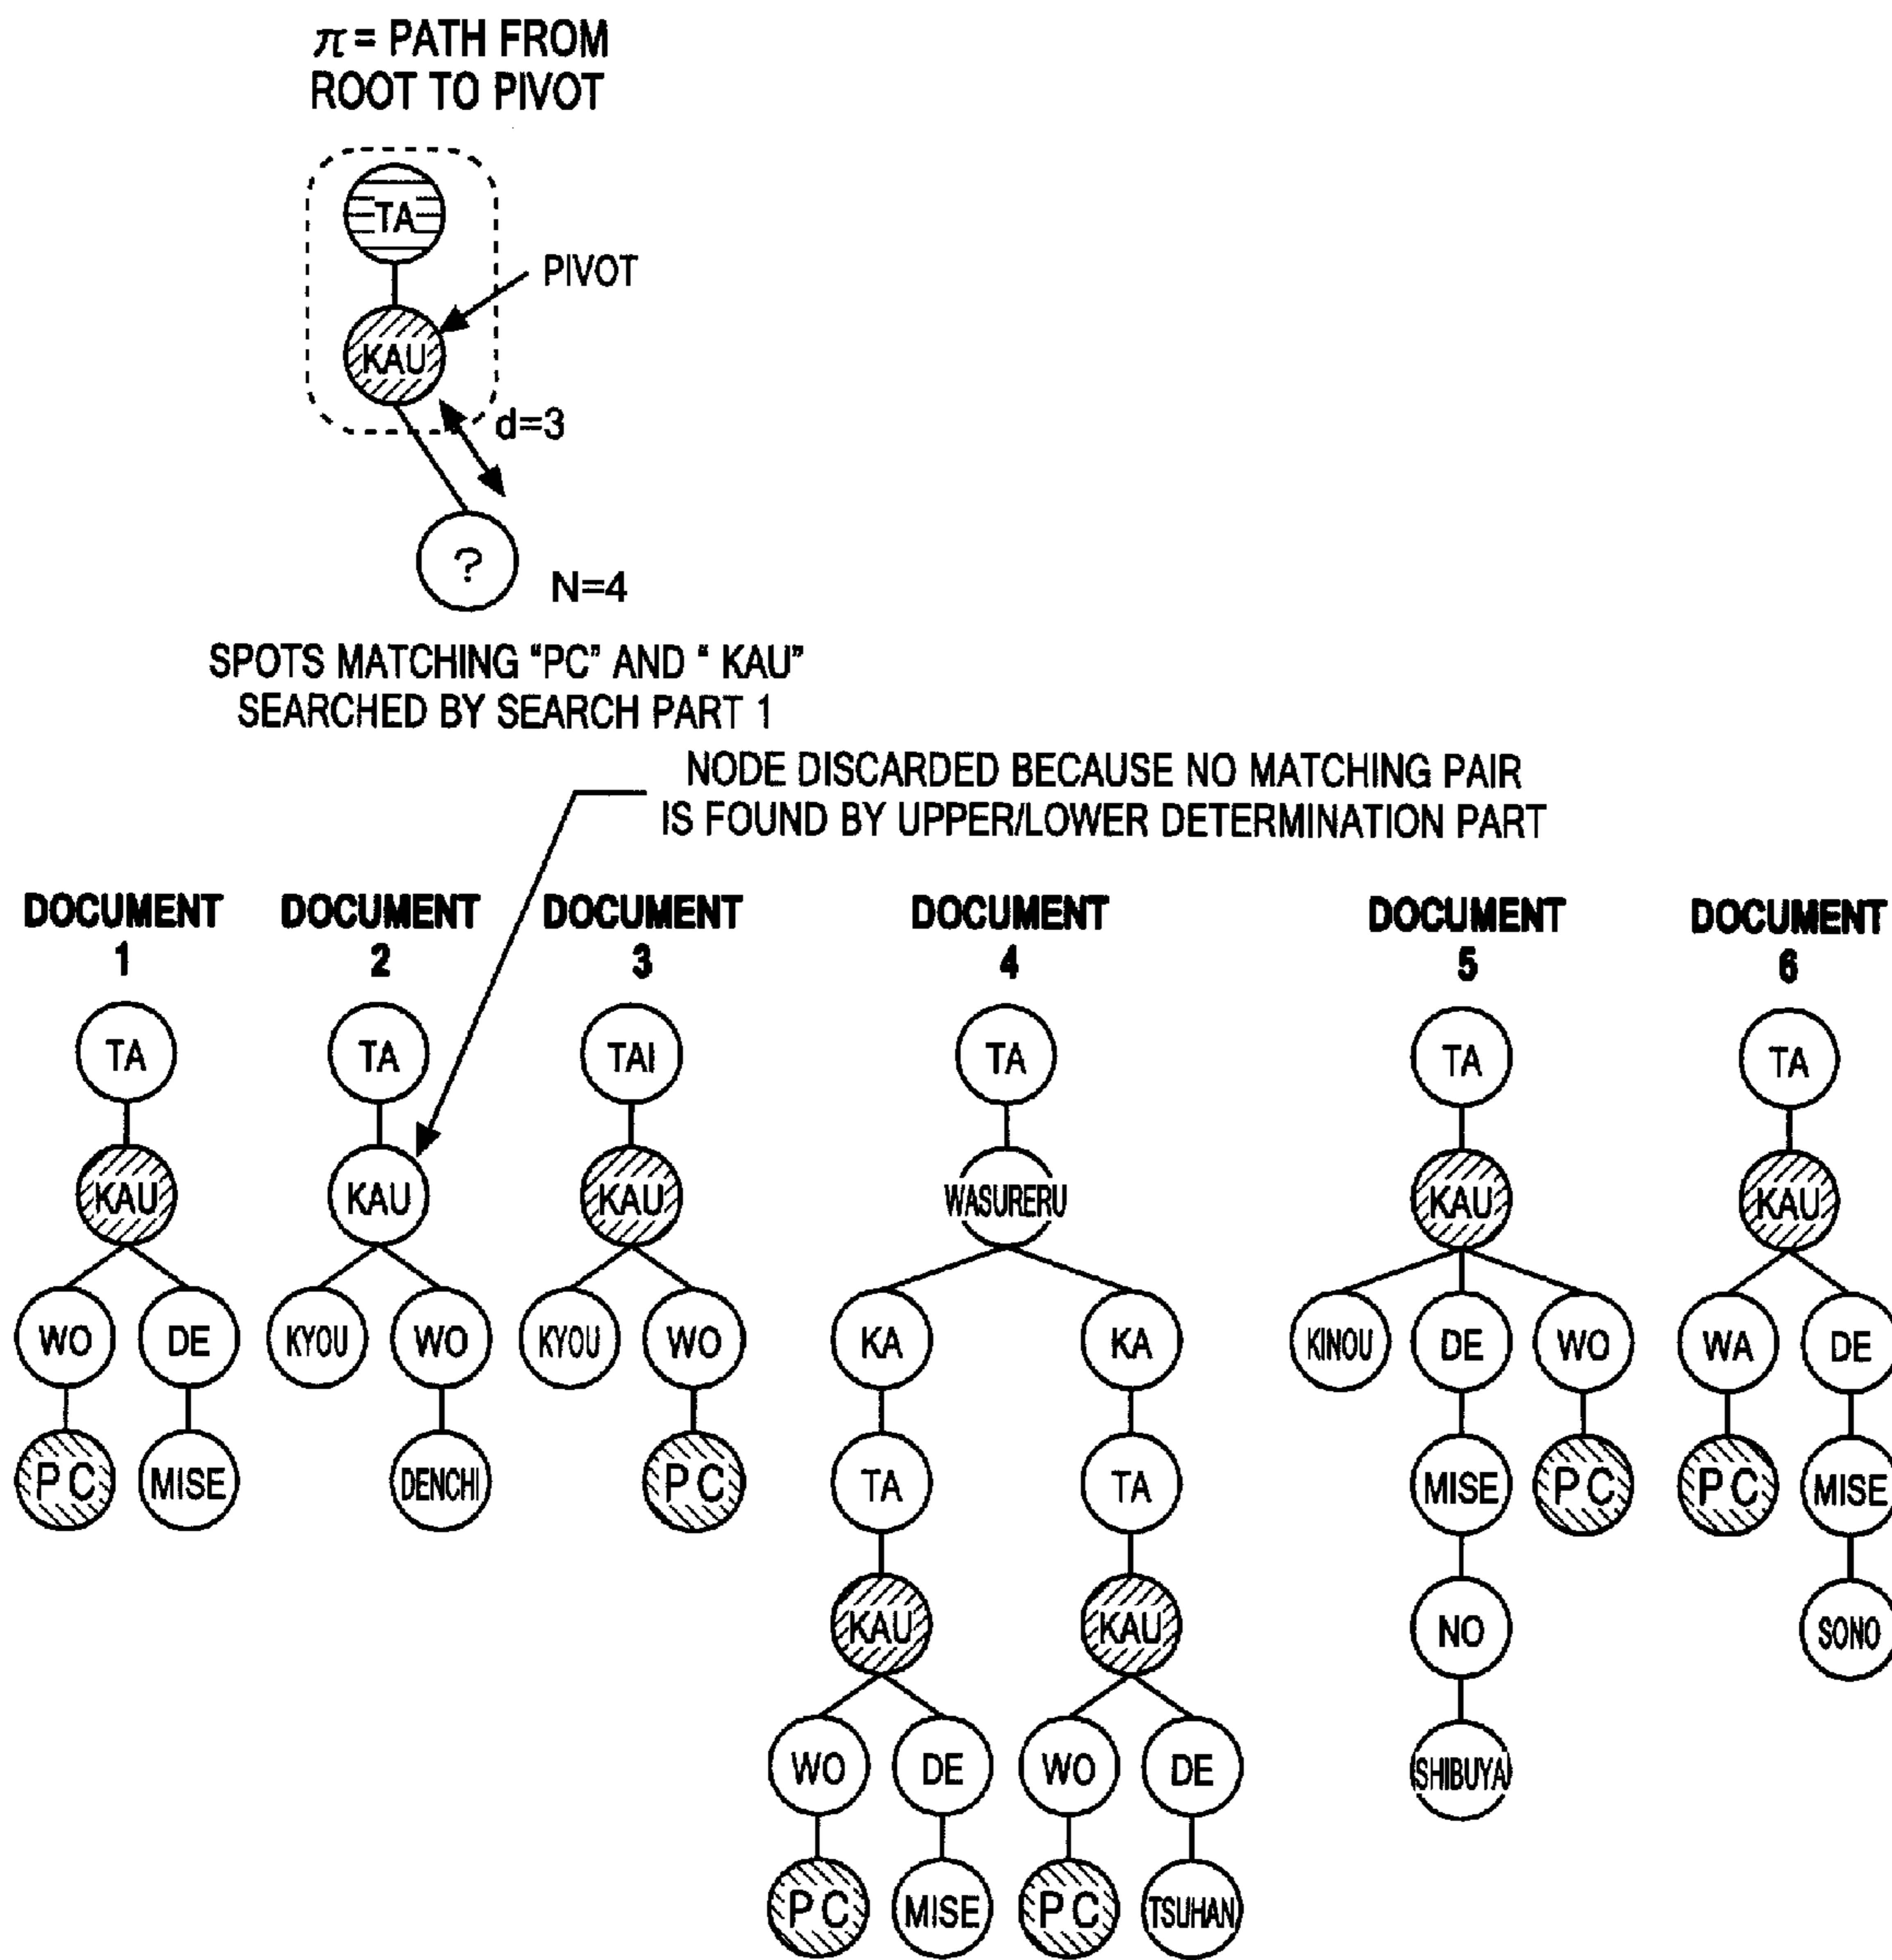 π = PATH FROM
ROOT TO PIVOT
TA
PIVOT
KAU
d=3
?
N=4
SPOTS MATCHING “PC” AND “ KAU”
SEARCHED BY SEARCH PART 1
NODE DISCARDED BECAUSE NO MATCHING PAIR
IS FOUND BY UPPER/LOWER DETERMINATION PART
DOCUMENT
1
TA
KAU
WO DE
PC MISE
DOCUMENT
2
TA
KAU
KYOU WO
DENCHI
DOCUMENT
3
TAI
KAU
KYOU WO
PC
DOCUMENT
4
TA
WASURERU
KA KA
TA TA
KAU KAU
WO DE WO DE
PC MISE PC TSUHAN
DOCUMENT
5
TA
KAU
KINOU DE WO
MISE PC
NO
SHIBUYA
DOCUMENT
6
TA
KAU
WA DE
PC MISE
SONO